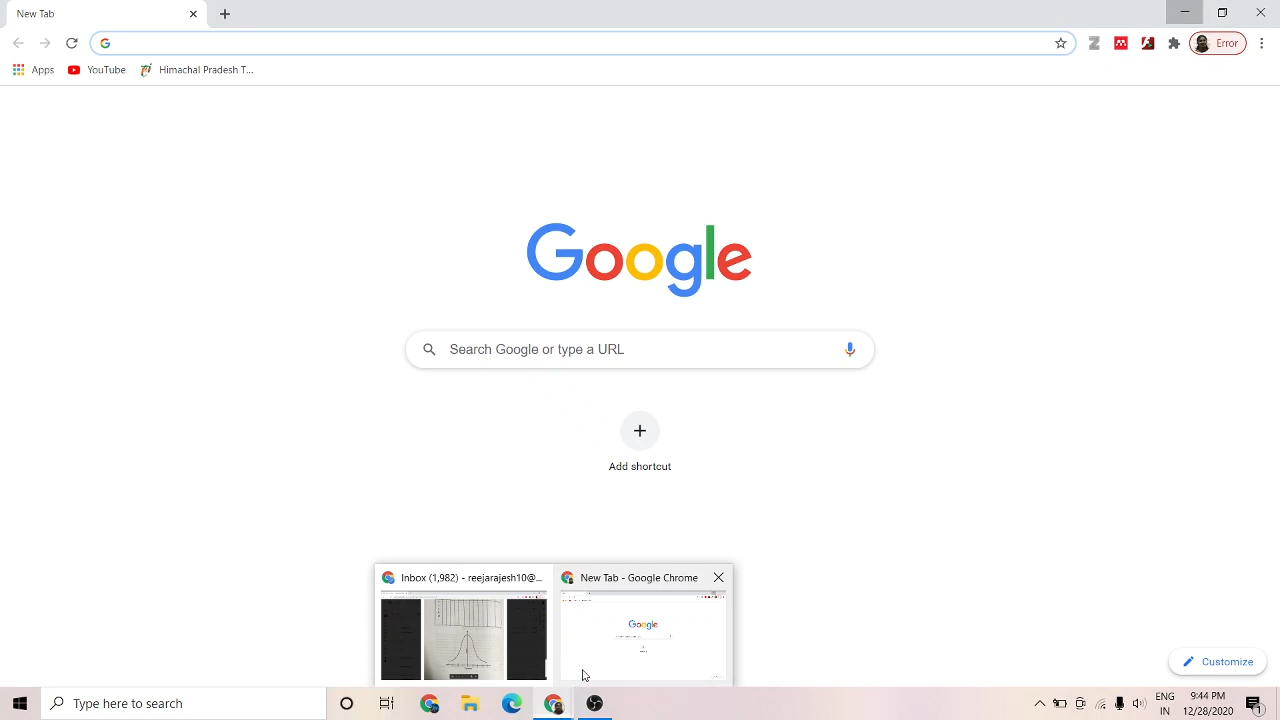 New Tab
Error
Apps
YouTube
Himachal Pradesh T...
Google
Search Google or type a URL
Add shortcut
Inbox (1,982) - reejarajesh10@...
New Tab - Google Chrome
Google
Customize
Type here to search
ENG
IN
9:44 PM
12/28/2020
1